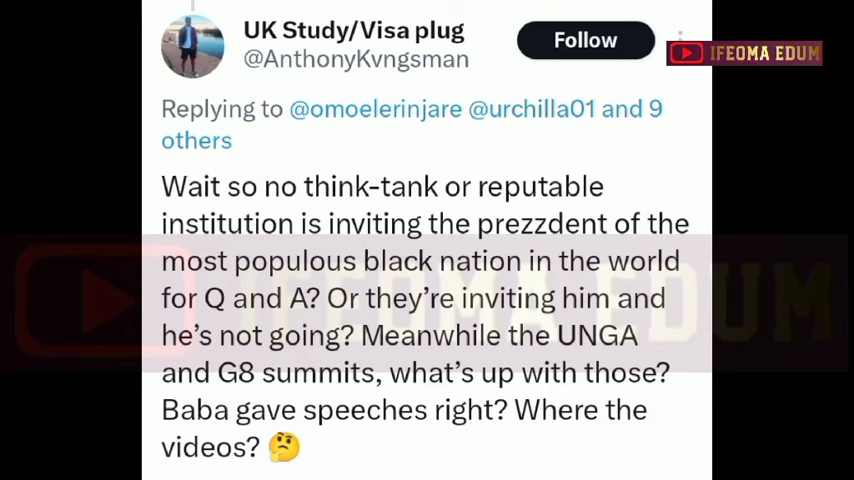 UK Study/Visa plug
@AnthonyKvngsman
Follow
IFEOMA EDUM
Replying to @omoelerinjare @urchilla01 and 9
others
Wait so no think-tank or reputable
institution is inviting the prezzdent of the
most populous black nation in the world
for Q and A? Or they're inviting him and
he's not going? Meanwhile the UNGA
and G8 summits, what's up with those?
Baba gave speeches right? Where the
videos? 🤔
IFEOMA EDUM